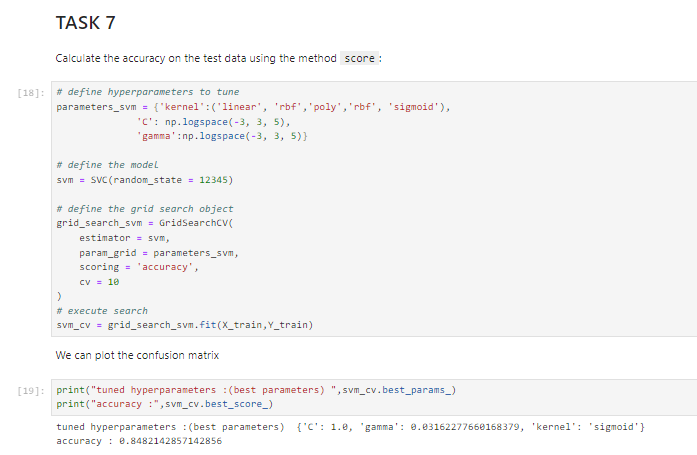 TASK 7
Calculate the accuracy on the test data using the method score :
[18]: # define hyperparameters to tune
parameters_svm = {'kernel':('linear', 'rbf','poly','rbf', 'sigmoid'),
'C': np.logspace(-3, 3, 5),
'gamma':np.logspace(-3, 3, 5)}
# define the model
svm = SVC(random_state = 12345)
# define the grid search object
grid_search_svm = GridSearchCV(
estimator = svm,
param_grid = parameters_svm,
scoring = 'accuracy',
cv = 10
)
# execute search
svm_cv = grid_search_svm.fit(X_train,Y_train)
We can plot the confusion matrix
[19]: print("tuned hyperparameters :(best parameters) ",svm_cv.best_params_)
print("accuracy :",svm_cv.best_score_)
tuned hyperparameters :(best parameters)  {'C': 1.0, 'gamma': 0.03162277660168379, 'kernel': 'sigmoid'}
accuracy : 0.8482142857142856